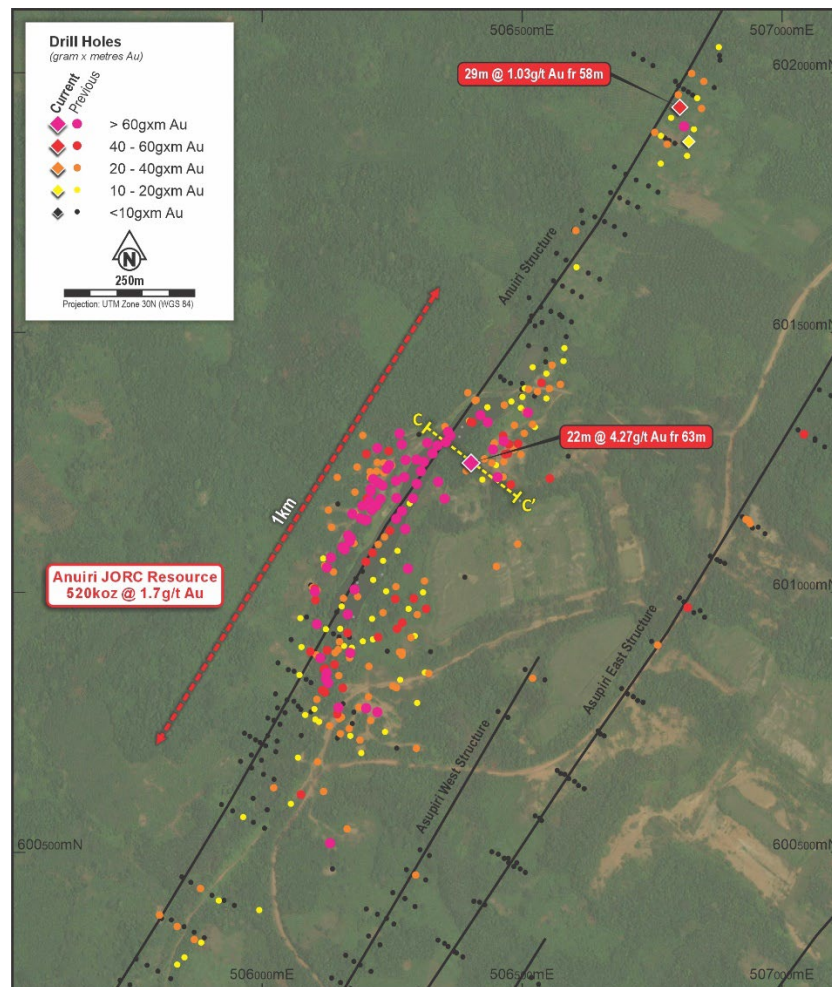 506500mE
507000mE
602000mN
Drill Holes
(gram x metres Au)
Current
Previous
> 60gxm Au
40 - 60gxm Au
20 - 40gxm Au
10 - 20gxm Au
<10gxm Au
N
250m
Projection: UTM Zone 30N (WGS 84)
29m @ 1.03g/t Au fr 58m
Anuiri Structure
601500mN
C
22m @ 4.27g/t Au fr 63m
C'
1km
Anuiri JORC Resource
520koz @ 1.7g/t Au
601000mN
Asupiri East Structure
Asupiri West Structure
600500mN
600500mN
506000mE
506500mE
507000mE